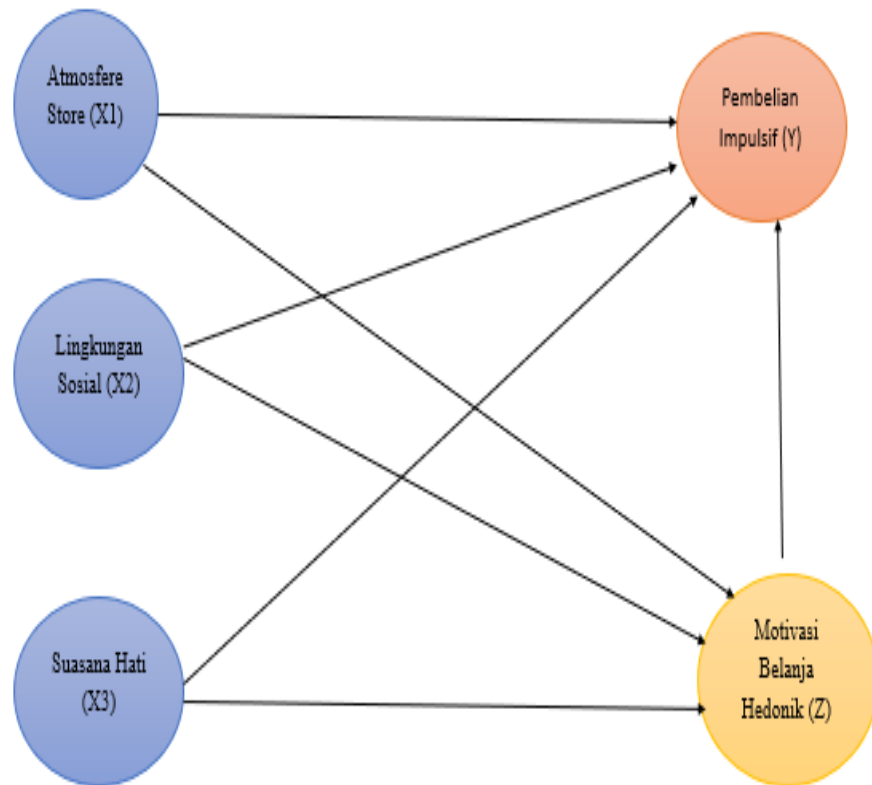 Atmosfere
Store (X1)
Pembelian
Impulsif (Y)
Lingkungan
Sosial (X2)
Suasana Hati
(X3)
Motivasi
Belanja
Hedonik (Z)